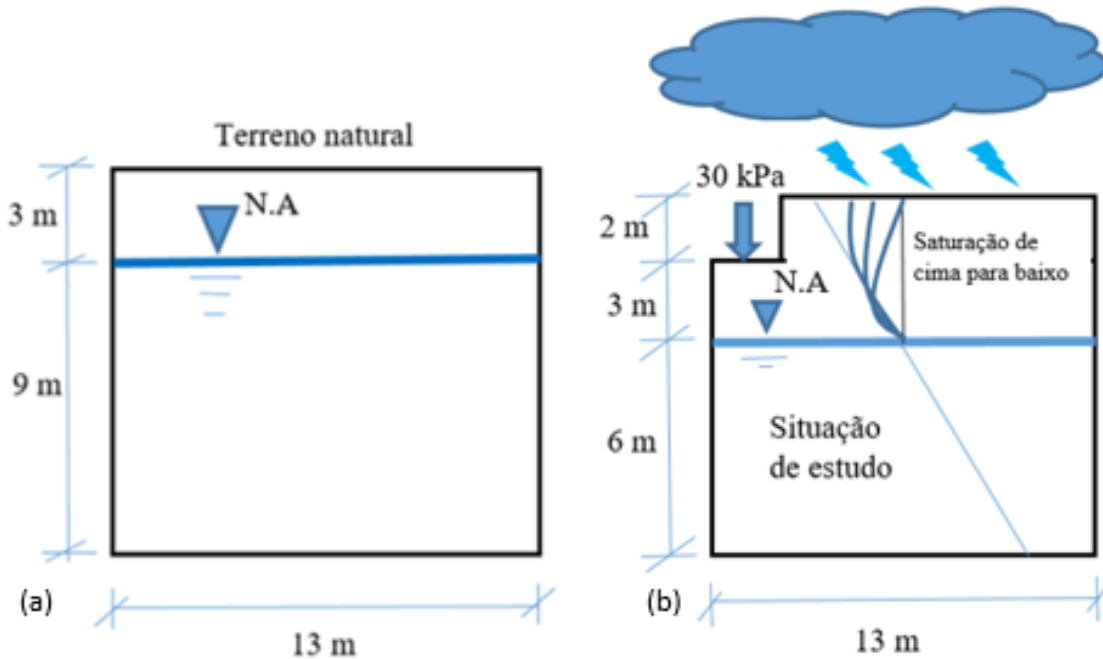 Terreno natural
3 m
N.A
9 m
(a)
13 m
30 kPa
2 m
Saturação de
cima para baixo
N.A
3 m
Situação
de estudo
6 m
(b)
13 m